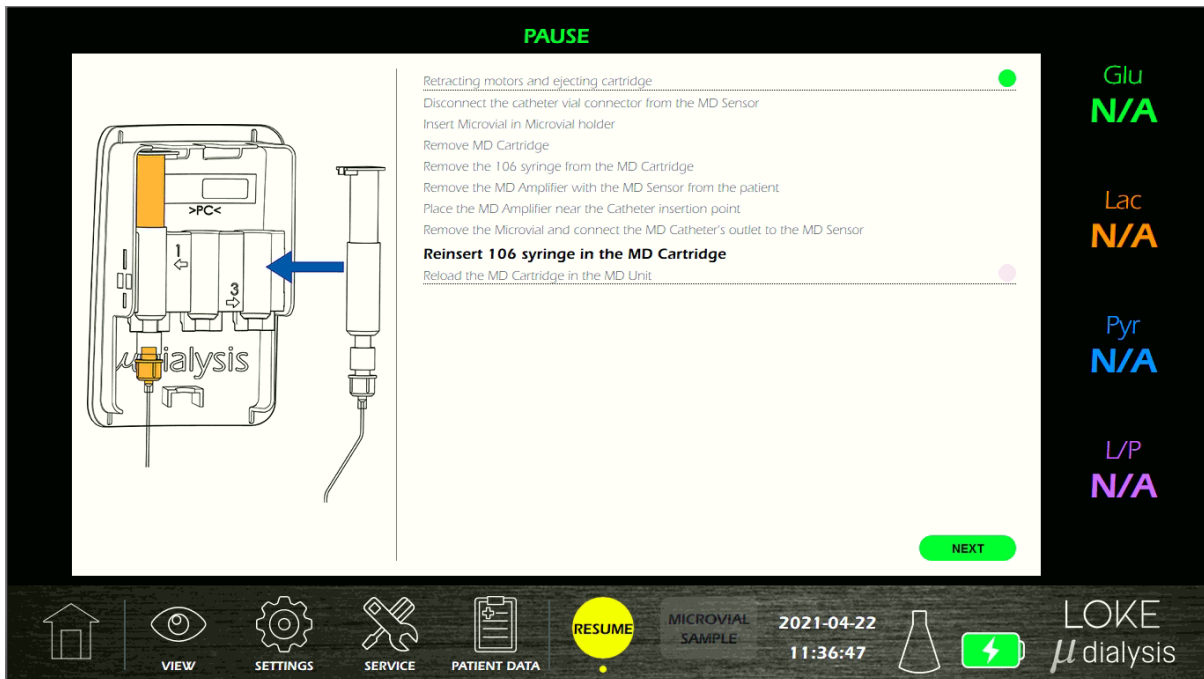 PAUSE
Retracting motors and ejecting cartridge
Disconnect the catheter vial connector from the MD Sensor
Insert Microvial in Microvial holder
Remove MD Cartridge
Remove the 106 syringe from the MD Cartridge
Remove the MD Amplifier with the MD Sensor from the patient
Place the MD Amplifier near the Catheter insertion point
Remove the Microvial and connect the MD Catheter's outlet to the MD Sensor
Reinsert 106 syringe in the MD Cartridge
Reload the MD Cartridge in the MD Unit
>PC<
1
3
μdialysis
NEXT
Glu
N/A
Lac
N/A
Pyr
N/A
L/P
N/A
VIEW
SETTINGS
SERVICE
PATIENT DATA
RESUME
MICROVIAL
SAMPLE
2021-04-22
11:36:47
LOKE
μ dialysis